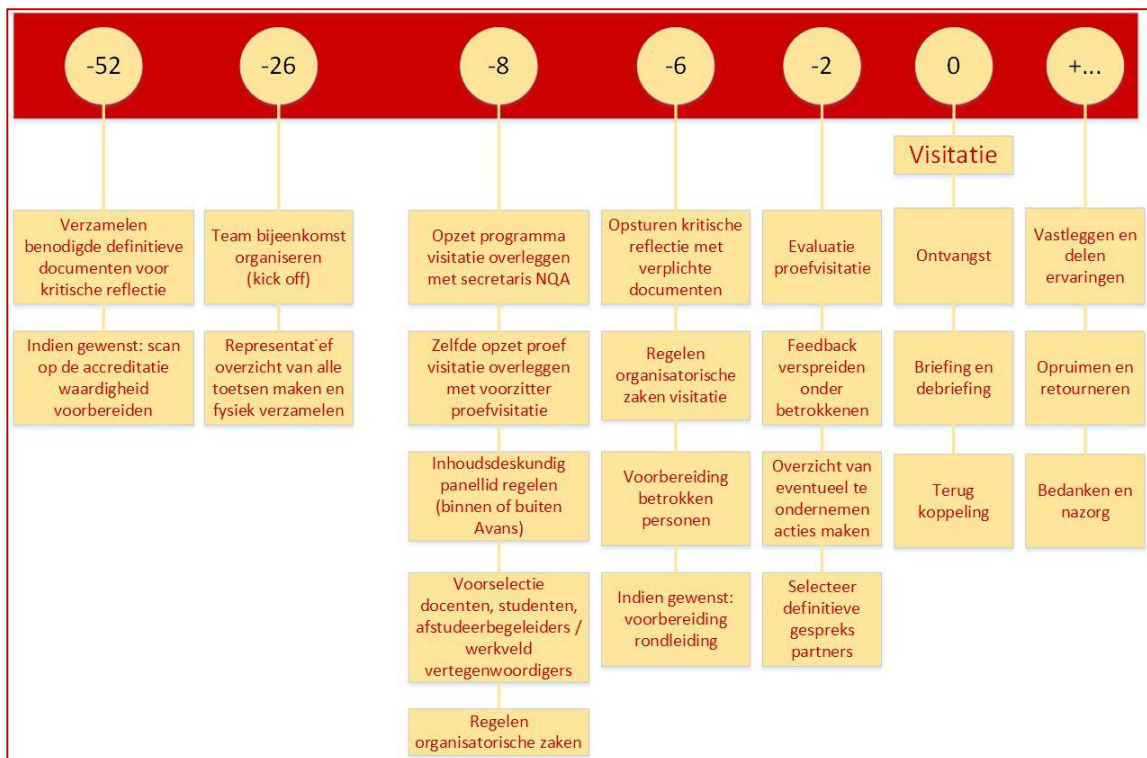 -52
-26
-8
-6
-2
0
+...
Visitatie
Verzamelen
benodigde definitieve
documenten voor
kritische reflectie
Indien gewenst: scan
op de accreditatie
waardigheid
voorbereiden
Team bijeenkomst
organiseren
(kick off)
Representat´ef
overzicht van alle
toetsen maken en
fysiek verzamelen
Opzet programma
visitatie overleggen
met secretaris NQA
Zelfde opzet proef
visitatie overleggen
met voorzitter
proefvisitatie
Inhoudsdeskundig
panellid regelen
(binnen of buiten
Avans)
Voorselectie
docenten, studenten,
afstudeerbegeleiders /
werkveld
vertegenwoordigers
Regelen
organisatorische zaken
Opsturen kritische
reflectie met
verplichte
documenten
Regelen
organisatorische
zaken visitatie
Voorbereiding
betrokken
personen
Indien gewenst:
voorbereiding
rondleiding
Evaluatie
proefvisitatie
Feedback
verspreiden
onder
betrokkenen
Overzicht van
eventueel te
ondernemen
acties maken
Selecteer
definitieve
gespreks
partners
Ontvangst
Briefing en
debriefing
Terug
koppeling
Vastleggen en
delen
ervaringen
Opruimen en
retourneren
Bedanken en
nazorg